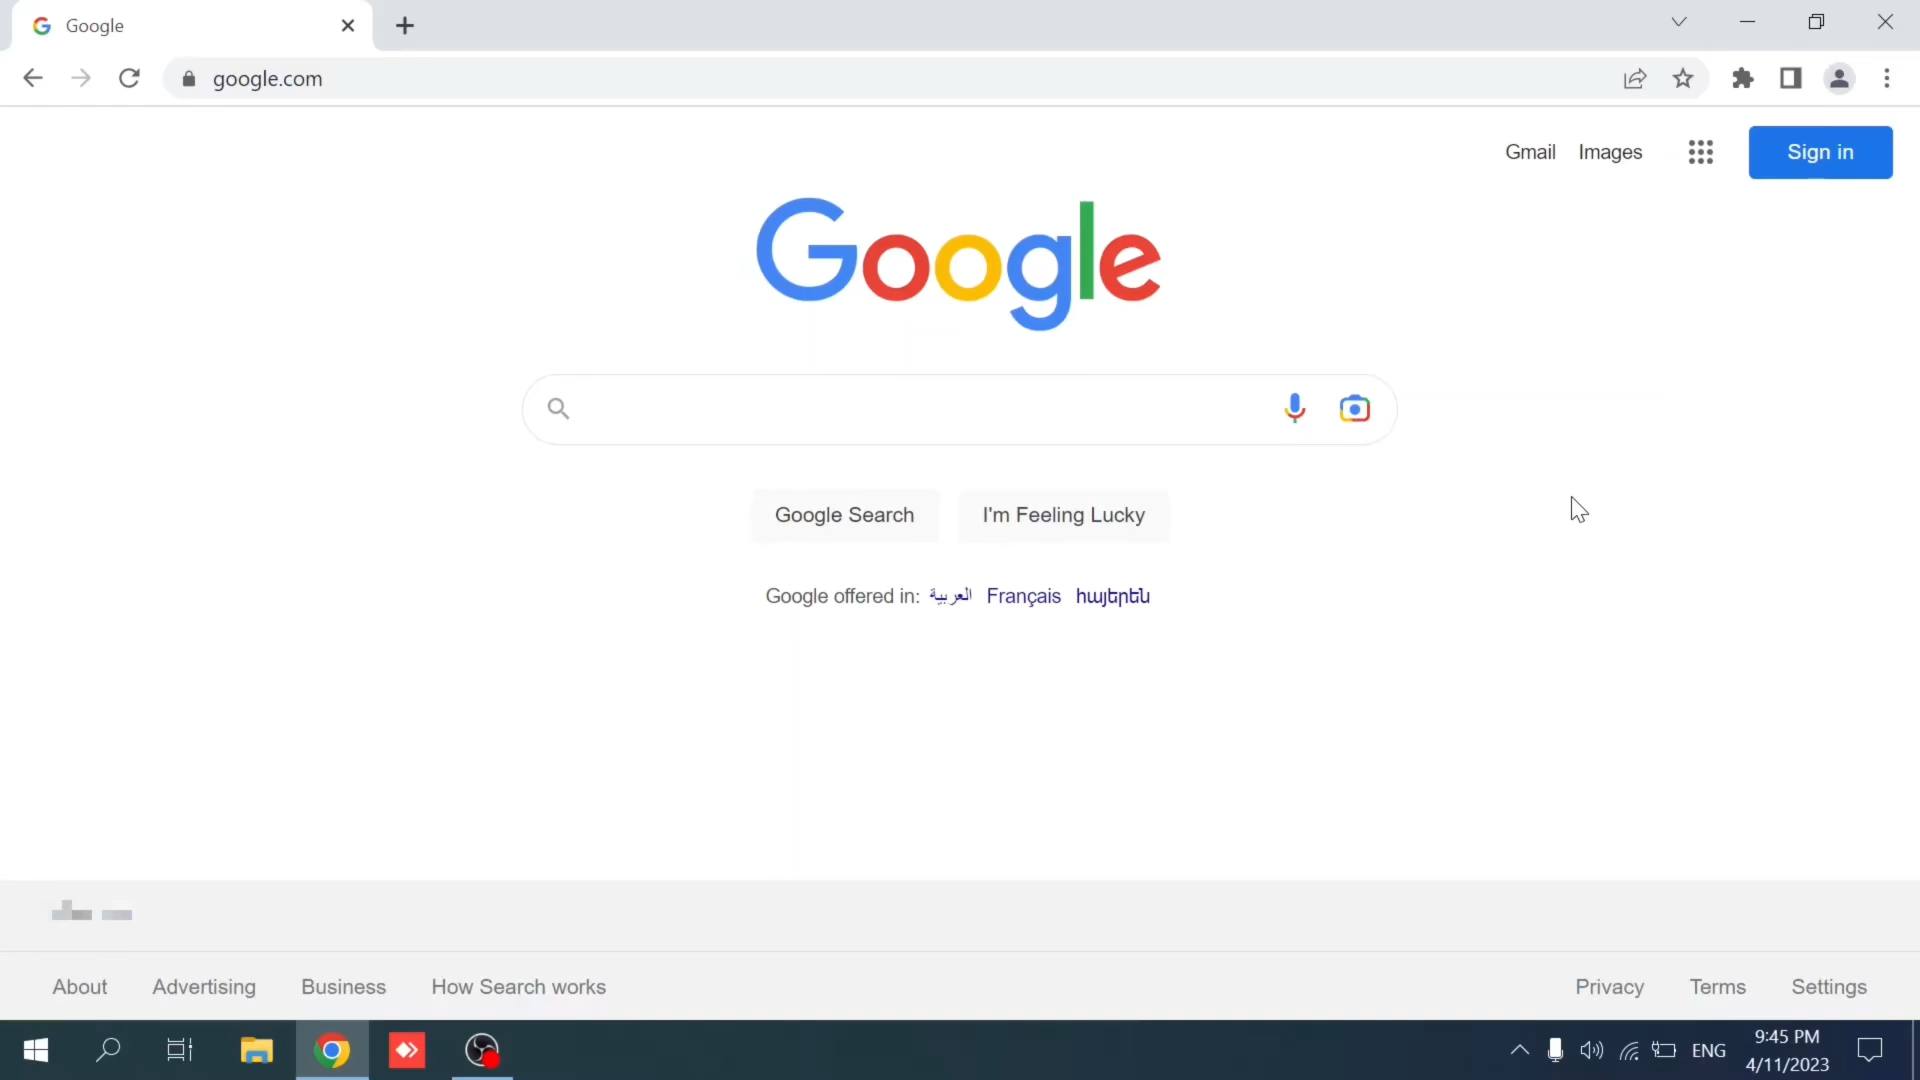 Google
google.com
Gmail Images Sign in
Google
Google Search I'm Feeling Lucky
Google offered in: العربية Français հայերեն
About Advertising Business How Search works Privacy Terms Settings
ENG 9:45 PM
4/11/2023